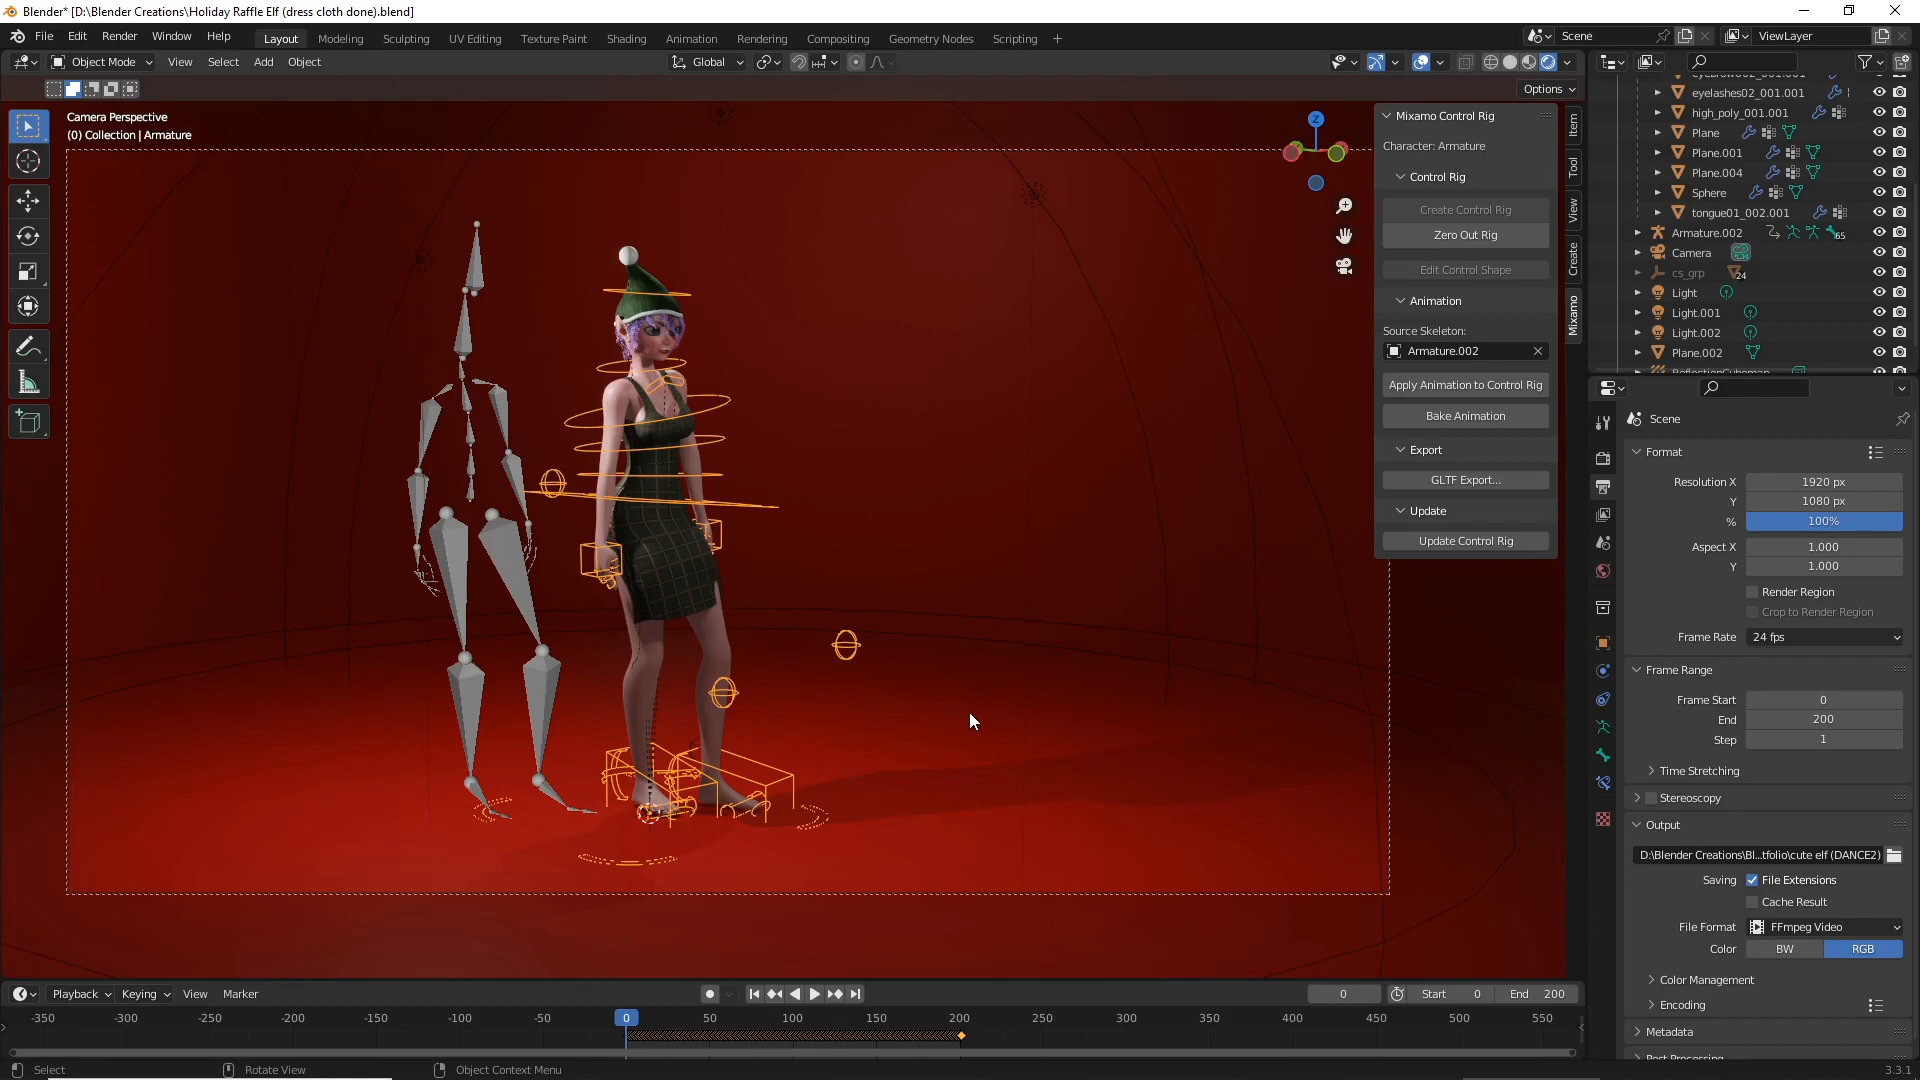 Blender* [D:\Blender Creations\Holiday Raffle Elf (dress cloth done).blend]
File Edit Render Window Help Layout Modeling Sculpting UV Editing Texture Paint Shading Animation Rendering Compositing Geometry Nodes Scripting + Scene ViewLayer
Object Mode View Select Add Object Global
Options
Camera Perspective
(0) Collection | Armature
Z
Mixamo Control Rig
Character: Armature
Control Rig
Create Control Rig
Zero Out Rig
Edit Control Shape
Animation
Source Skeleton:
Armature.002
Apply Animation to Control Rig
Bake Animation
Export
GLTF Export...
Update
Update Control Rig
Item
Tool
View
Create
Mixamo
eyelashes02_001.001
high_poly_001.001
Plane
Plane.001
Plane.004
Sphere
tongue01_002.001
Armature.002 65
Camera
cs_grp 24
Light
Light.001
Light.002
Plane.002
Scene
Format
Resolution X 1920 px
Y 1080 px
% 100%
Aspect X 1.000
Y 1.000
Render Region
Crop to Render Region
Frame Rate 24 fps
Frame Range
Frame Start 0
End 200
Step 1
Time Stretching
Stereoscopy
Output
D:\Blender Creations\Bl...tfolio\cute elf (DANCE2)
Saving File Extensions
Cache Result
File Format FFmpeg Video
Color BW RGB
Color Management
Encoding
Metadata
Post Processing
Playback Keying View Marker 0 Start 0 End 200
-350 -300 -250 -200 -150 -100 -50 0 50 100 150 200 250 300 350 400 450 500 550
Select Rotate View Object Context Menu 3.3.1